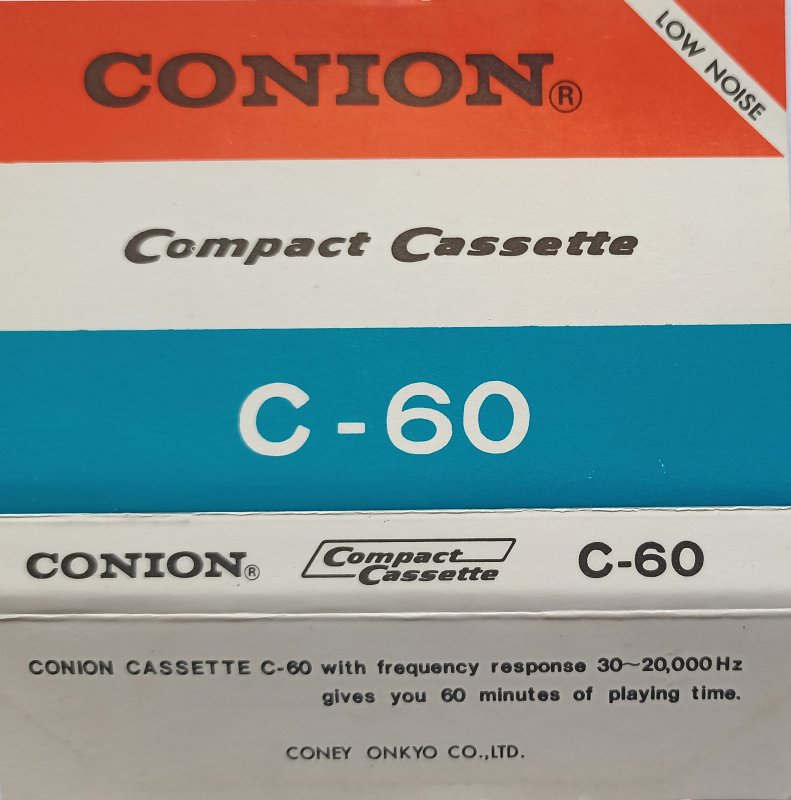 CONION®
LOW NOISE
Compact Cassette
C-60
CONION®
Compact
Cassette
C-60
CONION CASSETTE C-60 with frequency response 30~20,000Hz
gives you 60 minutes of playing time.
CONEY ONKYO CO.,LTD.